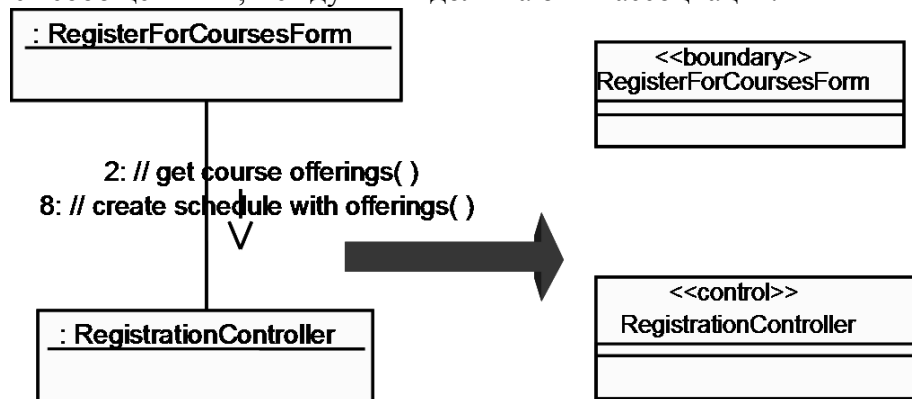 : RegisterForCoursesForm
2: // get course offerings( )
8: // create schedule with offerings( )
: RegistrationController
<<boundary>>
RegisterForCoursesForm
<<control>>
RegistrationController